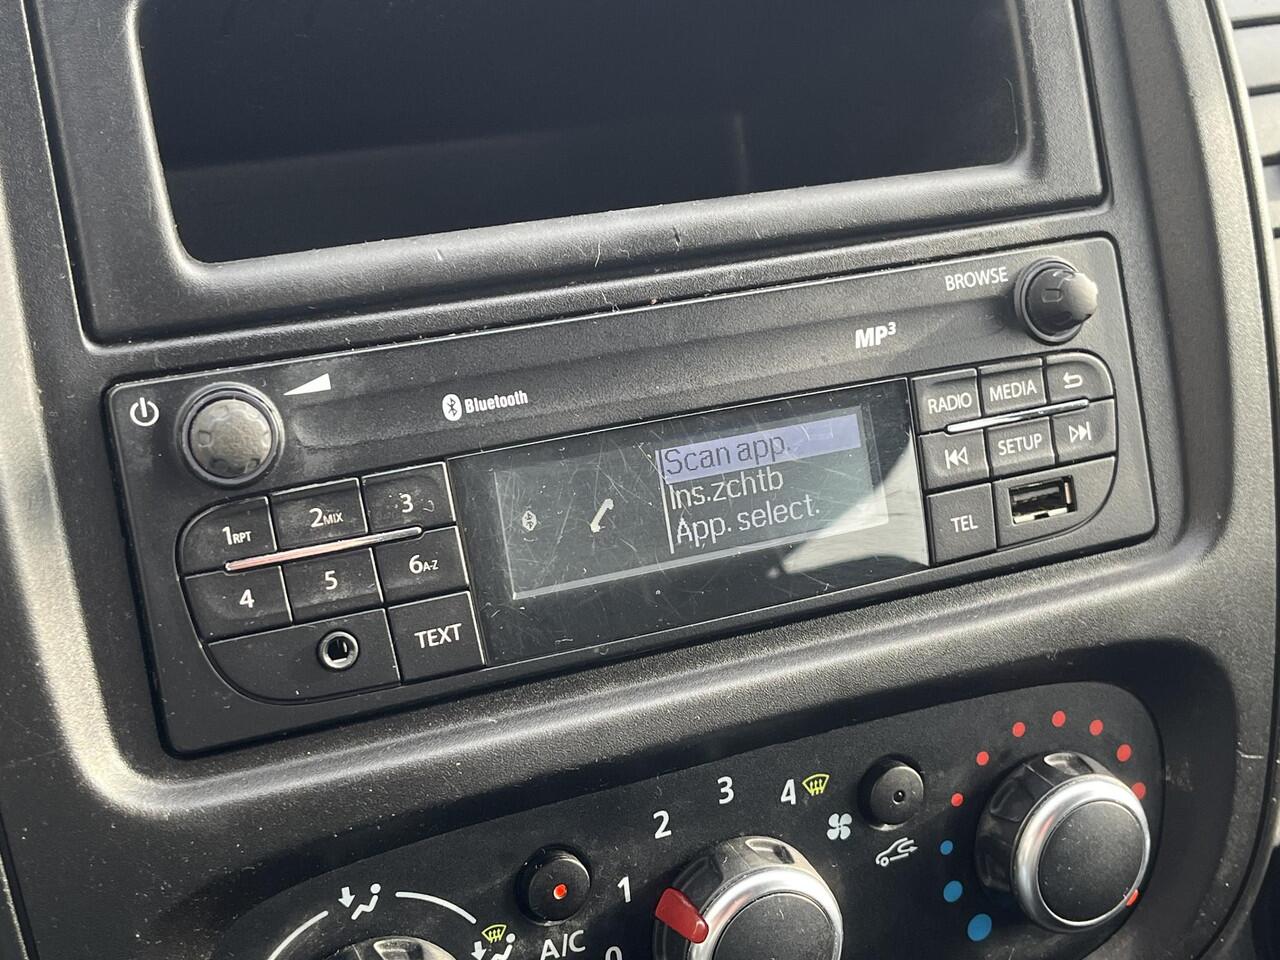 BROWSE
MP3
Bluetooth
RADIO
MEDIA
SETUP
TEL
1RPT
2MIX
3
4
5
6A-Z
TEXT
Scan app.
Ins.zchtb
App. select.
0
1
2
3
4
A/C